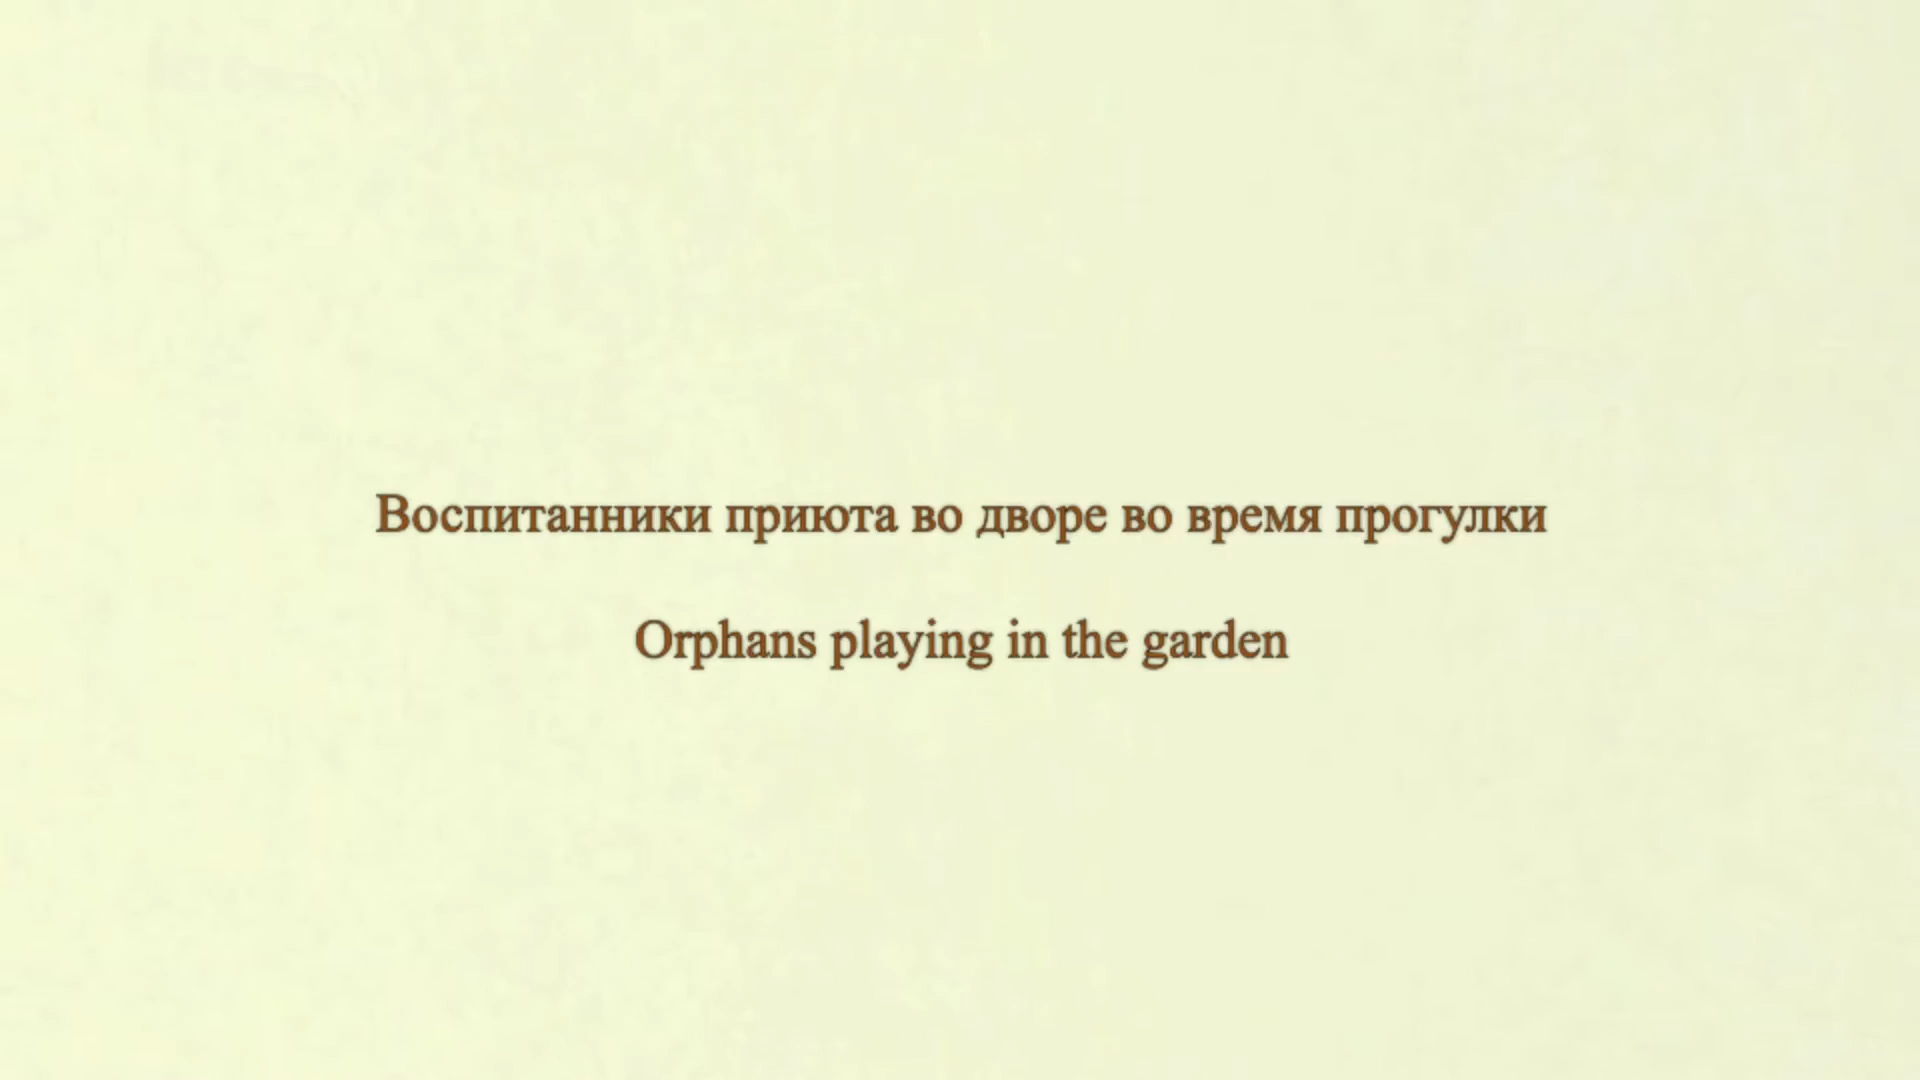 Воспитанники приюта во дворе во время прогулки
Orphans playing in the garden